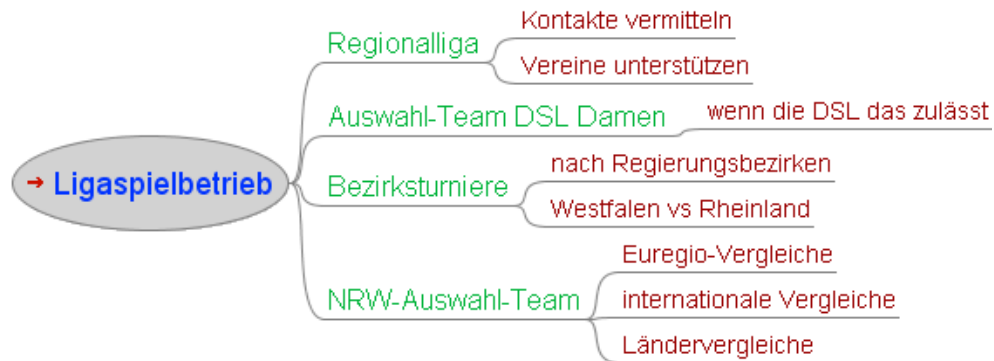 Ligaspielbetrieb
Regionalliga
Kontakte vermitteln
Vereine unterstützen
Auswahl-Team DSL Damen
wenn die DSL das zulässt
Bezirksturniere
nach Regierungsbezirken
Westfalen vs Rheinland
NRW-Auswahl-Team
Euregio-Vergleiche
internationale Vergleiche
Ländervergleiche